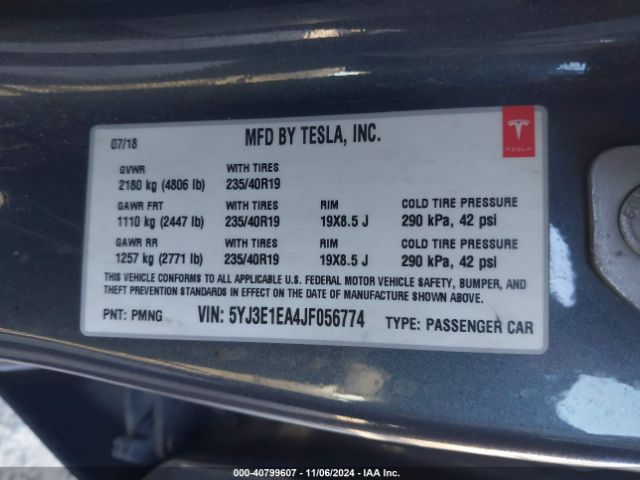 07/18
MFD BY TESLA, INC.
TESLA
GVWR WITH TIRES
2180 kg (4806 lb) 235/40R19
GAWR FRT WITH TIRES RIM COLD TIRE PRESSURE
1110 kg (2447 lb) 235/40R19 19X8.5 J 290 kPa, 42 psi
GAWR RR WITH TIRES RIM COLD TIRE PRESSURE
1257 kg (2771 lb) 235/40R19 19X8.5 J 290 kPa, 42 psi
THIS VEHICLE CONFORMS TO ALL APPLICABLE U.S. FEDERAL MOTOR VEHICLE SAFETY, BUMPER, AND
THEFT PREVENTION STANDARDS IN EFFECT ON THE DATE OF MANUFACTURE SHOWN ABOVE.
PNT: PMNG VIN: 5YJ3E1EA4JF056774 TYPE: PASSENGER CAR
000-40799607 - 11/06/2024 - IAA Inc.